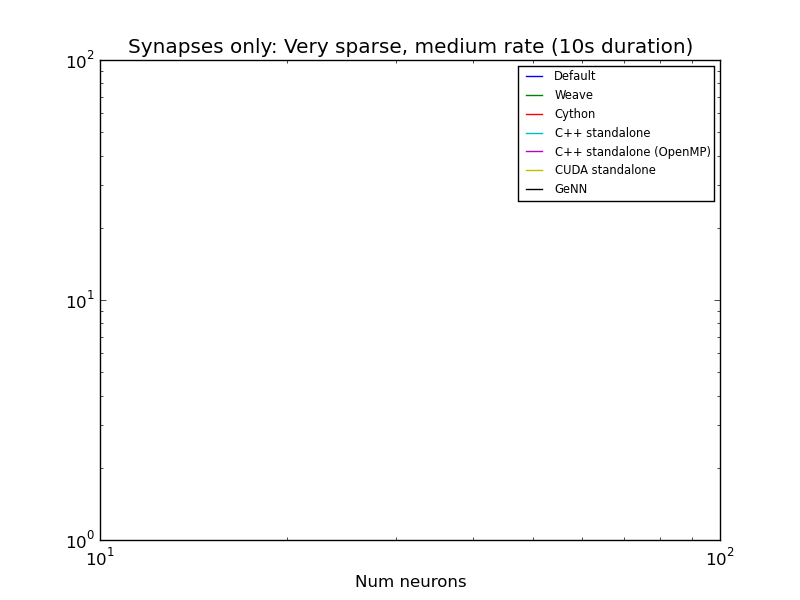 Synapses only: Very sparse, medium rate (10s duration)
10^2
Default
Weave
Cython
C++ standalone
C++ standalone (OpenMP)
CUDA standalone
GeNN
10^1
10^0
10^1
10^2
Num neurons